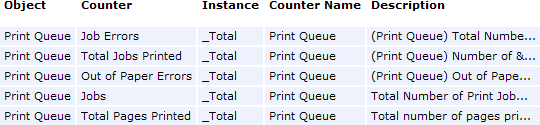 Object Counter Instance Counter Name Description
Print Queue Job Errors _Total Print Queue (Print Queue) Total Numbe...
Print Queue Total Jobs Printed _Total Print Queue (Print Queue) Number of &...
Print Queue Out of Paper Errors _Total Print Queue (Print Queue) Out of Pape...
Print Queue Jobs _Total Print Queue Total Number of Print Job...
Print Queue Total Pages Printed _Total Print Queue Total number of pages pri...